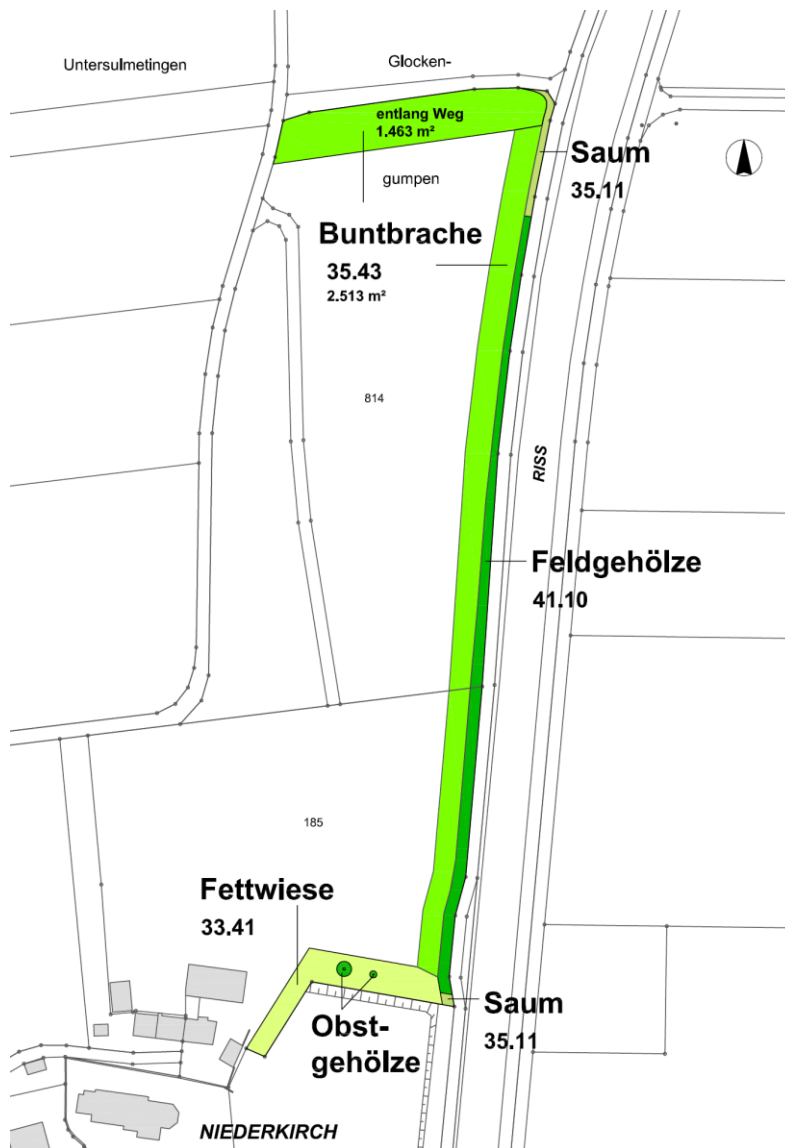 Untersulmetingen
Glocken-
entlang Weg
1.463 m²
Saum
35.11
gumpen
Buntbrache
35.43
2.513 m²
814
RISS
Feldgehölze
41.10
185
Fettwiese
33.41
Saum
35.11
Obst-
gehölze
NIEDERKIRCH